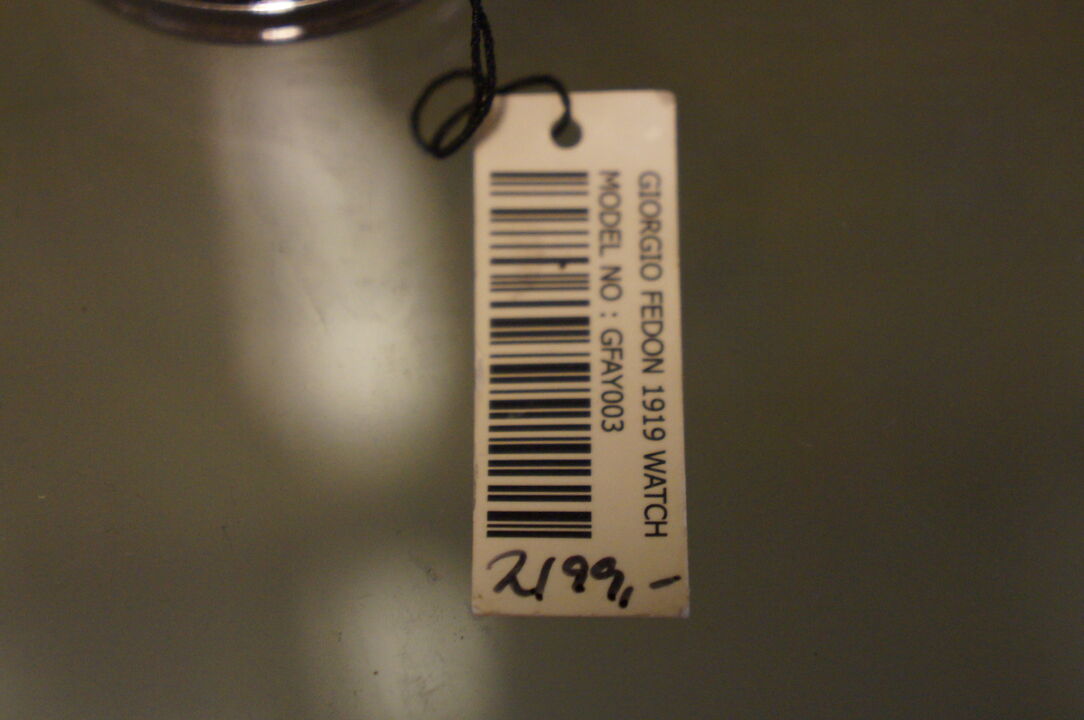 GIORGIO FEDON 1919 WATCH
MODEL NO : GFAY003
2199,-